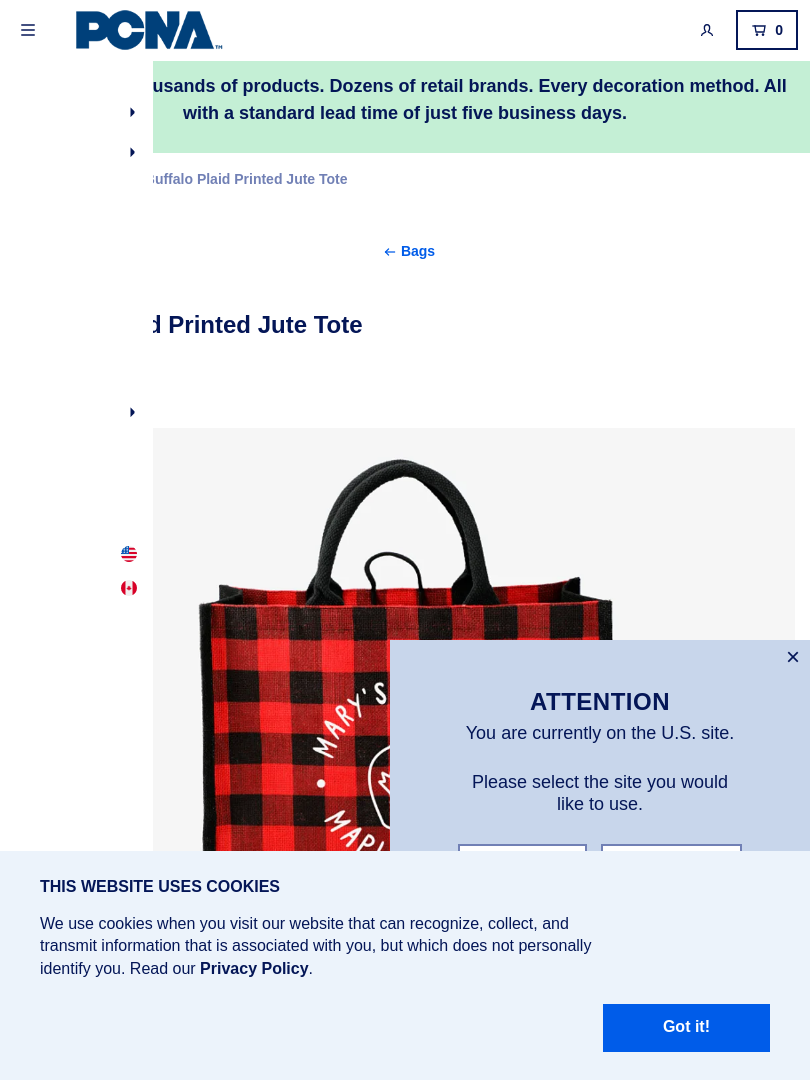 PCNA™
0
usands of products. Dozens of retail brands. Every decoration method. All
with a standard lead time of just five business days.
uffalo Plaid Printed Jute Tote
← Bags
d Printed Jute Tote
MARY'S
ATTENTION
You are currently on the U.S. site.
Please select the site you would
like to use.
THIS WEBSITE USES COOKIES
We use cookies when you visit our website that can recognize, collect, and
transmit information that is associated with you, but which does not personally
identify you. Read our Privacy Policy.
Got it!